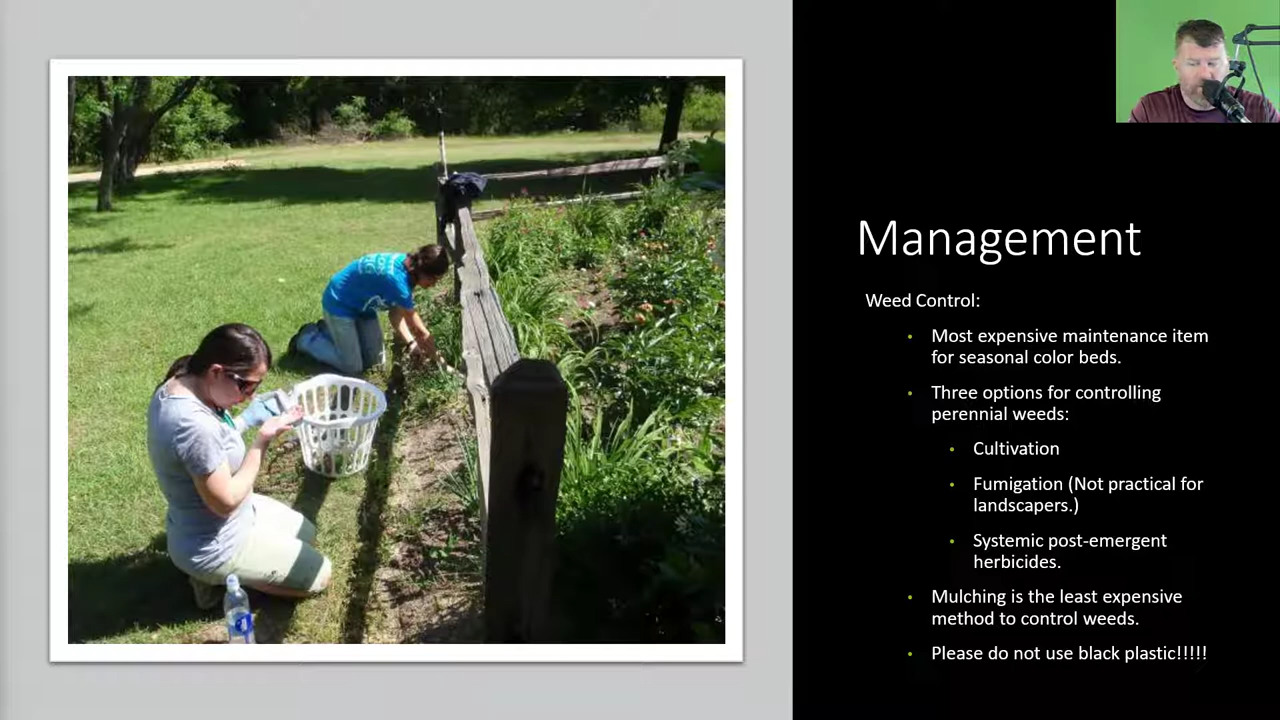 Management
Weed Control:
• Most expensive maintenance item
for seasonal color beds.
• Three options for controlling
perennial weeds:
• Cultivation
• Fumigation (Not practical for
landscapers.)
• Systemic post-emergent
herbicides.
• Mulching is the least expensive
method to control weeds.
• Please do not use black plastic!!!!!